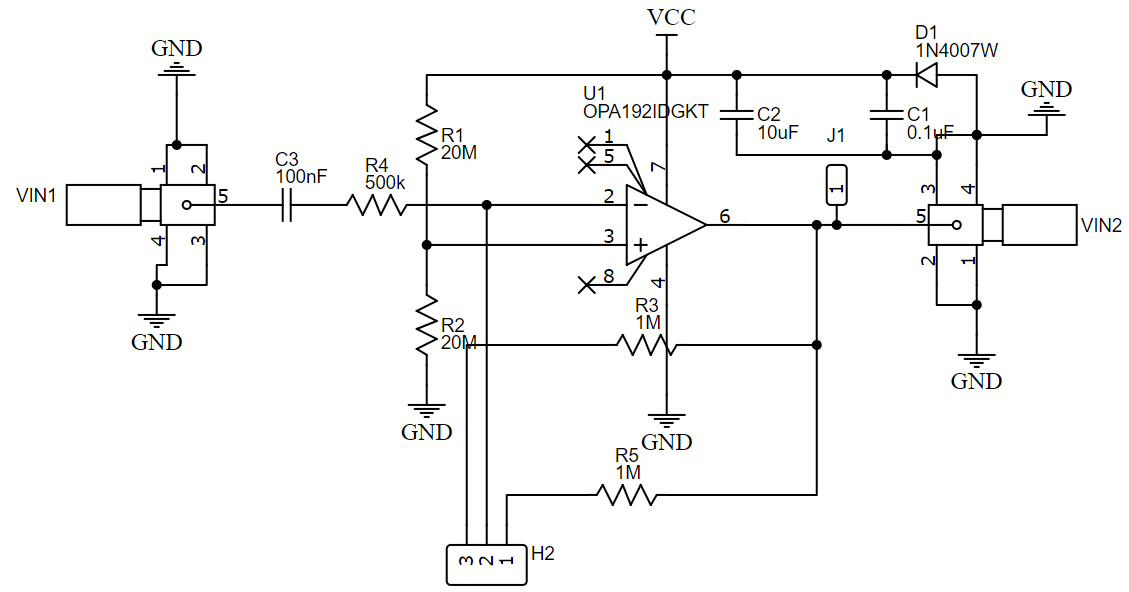 VCC
GND
D1
1N4007W
GND
U1
OPA192IDGKT
C2
10uF
C1
0.1uF
J1
1
R1
20M
1
5
7
C3
100nF
R4
500k
1
2
VIN1
5
4
3
2
3
8
6
4
3
4
5
VIN2
2
1
GND
R2
20M
R3
1M
GND
GND
GND
R5
1M
3
2
1
H2